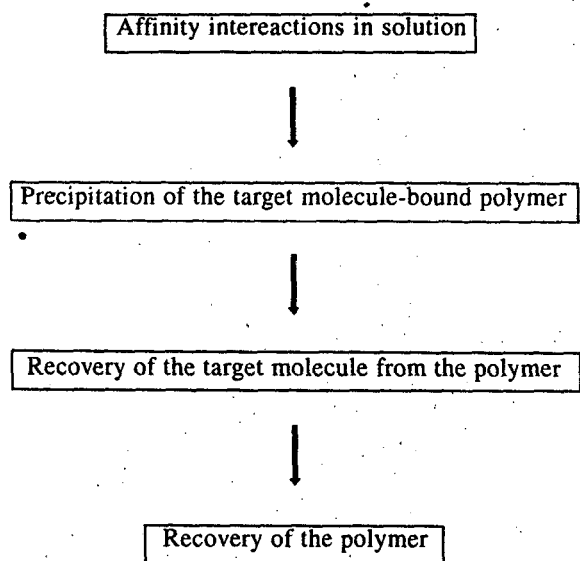 Affinity intereactions in solution
Precipitation of the target molecule-bound polymer
Recovery of the target molecule from the polymer
Recovery of the polymer